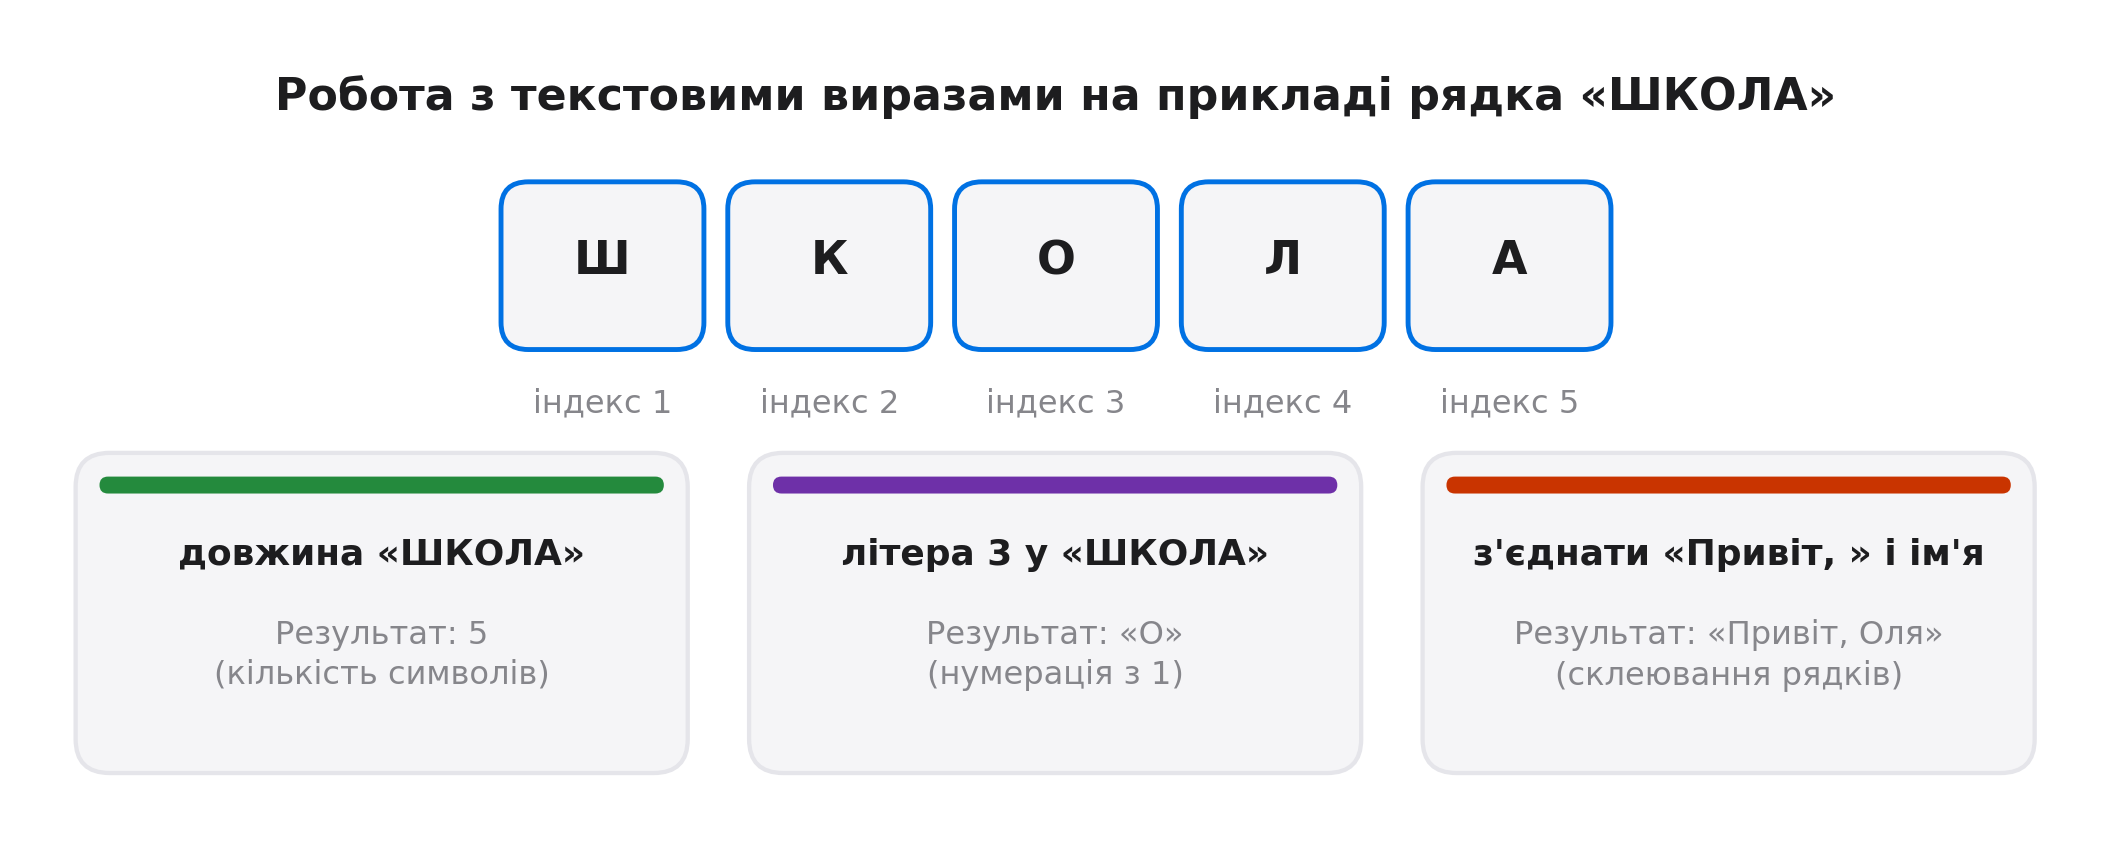 Робота з текстовими виразами на прикладі рядка «ШКОЛА»
Ш К О Л А
індекс 1 індекс 2 індекс 3 індекс 4 індекс 5
довжина «ШКОЛА»
Результат: 5
(кількість символів)
літера 3 у «ШКОЛА»
Результат: «О»
(нумерація з 1)
з'єднати «Привіт, » і ім'я
Результат: «Привіт, Оля»
(склеювання рядків)